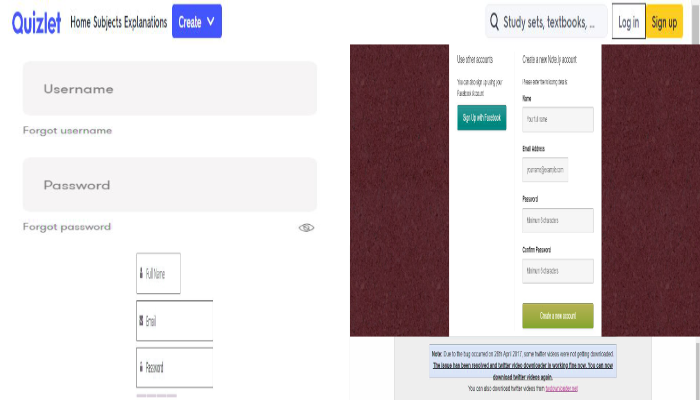 Quizlet Home Subjects Explanations Create Study sets, textbooks, ... Log in Sign up
Username
Forgot username
Password
Forgot password
Full Name
Email
Password
Use other accounts
You can also sign up using your
Facebook Account
Sign Up with Facebook
Create a new Note.ly account
Please enter the following details:
Name
Your full name
Email Address
yourname@example.com
Password
Minimum 6 characters
Confirm Password
Minimum 6 characters
Create a new account
Note: Due to the bug occurred on 26th April 2017, some twitter videos were not getting downloaded.
The issue has been resolved and twitter video downloader is working fine now. You can now
download twitter videos again.
You can also download twitter videos from